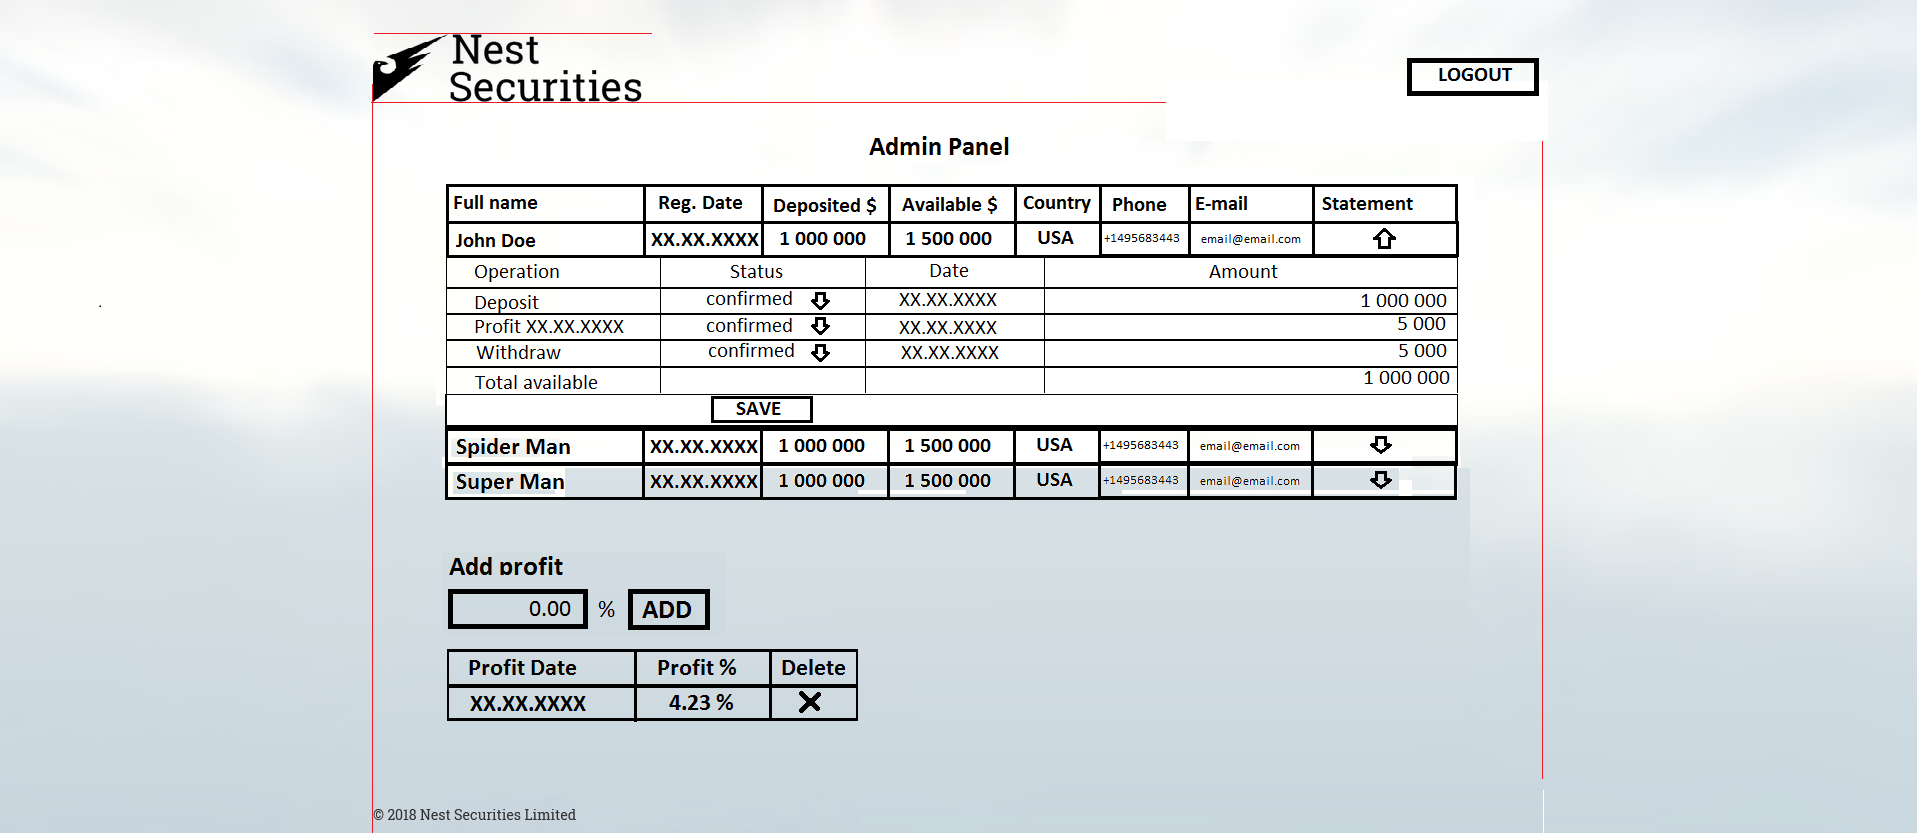 Nest
Securities
LOGOUT
Admin Panel
Full name Reg. Date Deposited $ Available $ Country Phone E-mail Statement
John Doe XX.XX.XXXX 1 000 000 1 500 000 USA +1495683443 email@email.com
Operation Status Date Amount
Deposit confirmed XX.XX.XXXX 1 000 000
Profit XX.XX.XXXX confirmed XX.XX.XXXX 5 000
Withdraw confirmed XX.XX.XXXX 5 000
Total available 1 000 000
SAVE
Spider Man XX.XX.XXXX 1 000 000 1 500 000 USA +1495683443 email@email.com
Super Man XX.XX.XXXX 1 000 000 1 500 000 USA +1495683443 email@email.com
Add profit
0.00 % ADD
Profit Date Profit % Delete
XX.XX.XXXX 4.23 %
© 2018 Nest Securities Limited